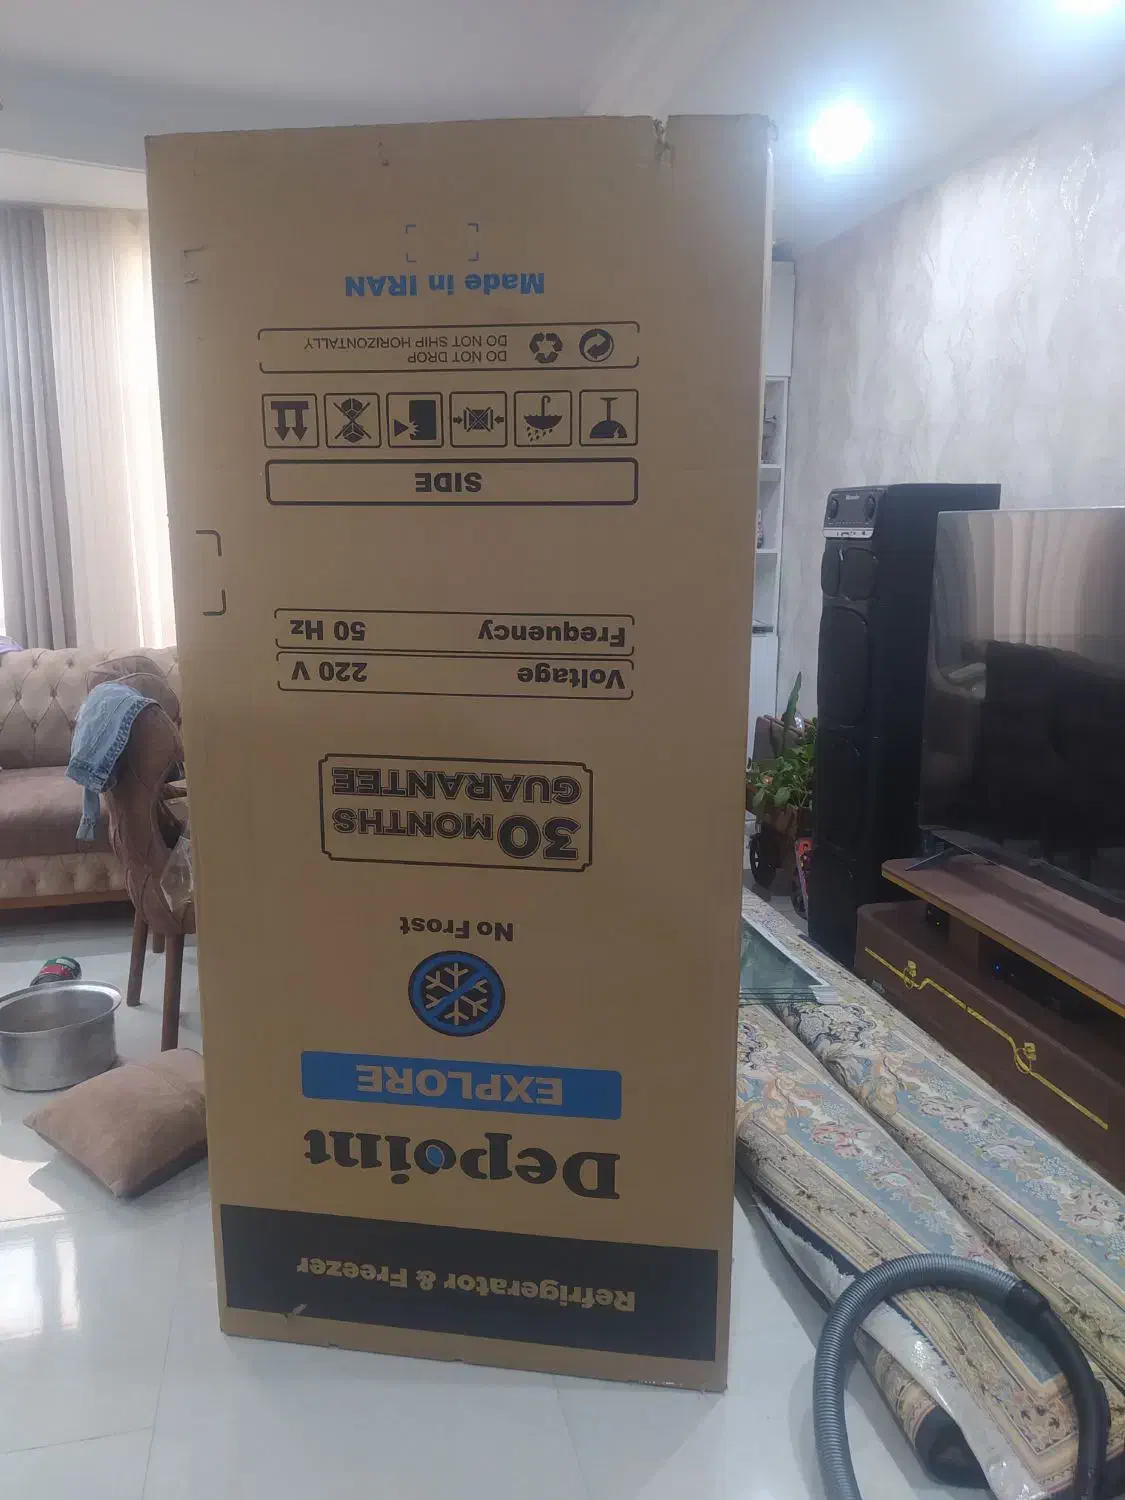 Refrigerator & Freezer
Depoint
EXPLORE
No Frost
30 MONTHS
GUARANTEE
Voltage 220 V
Frequency 50 Hz
SIDE
DO NOT DROP
DO NOT SHIP HORIZONTALLY
Made in IRAN